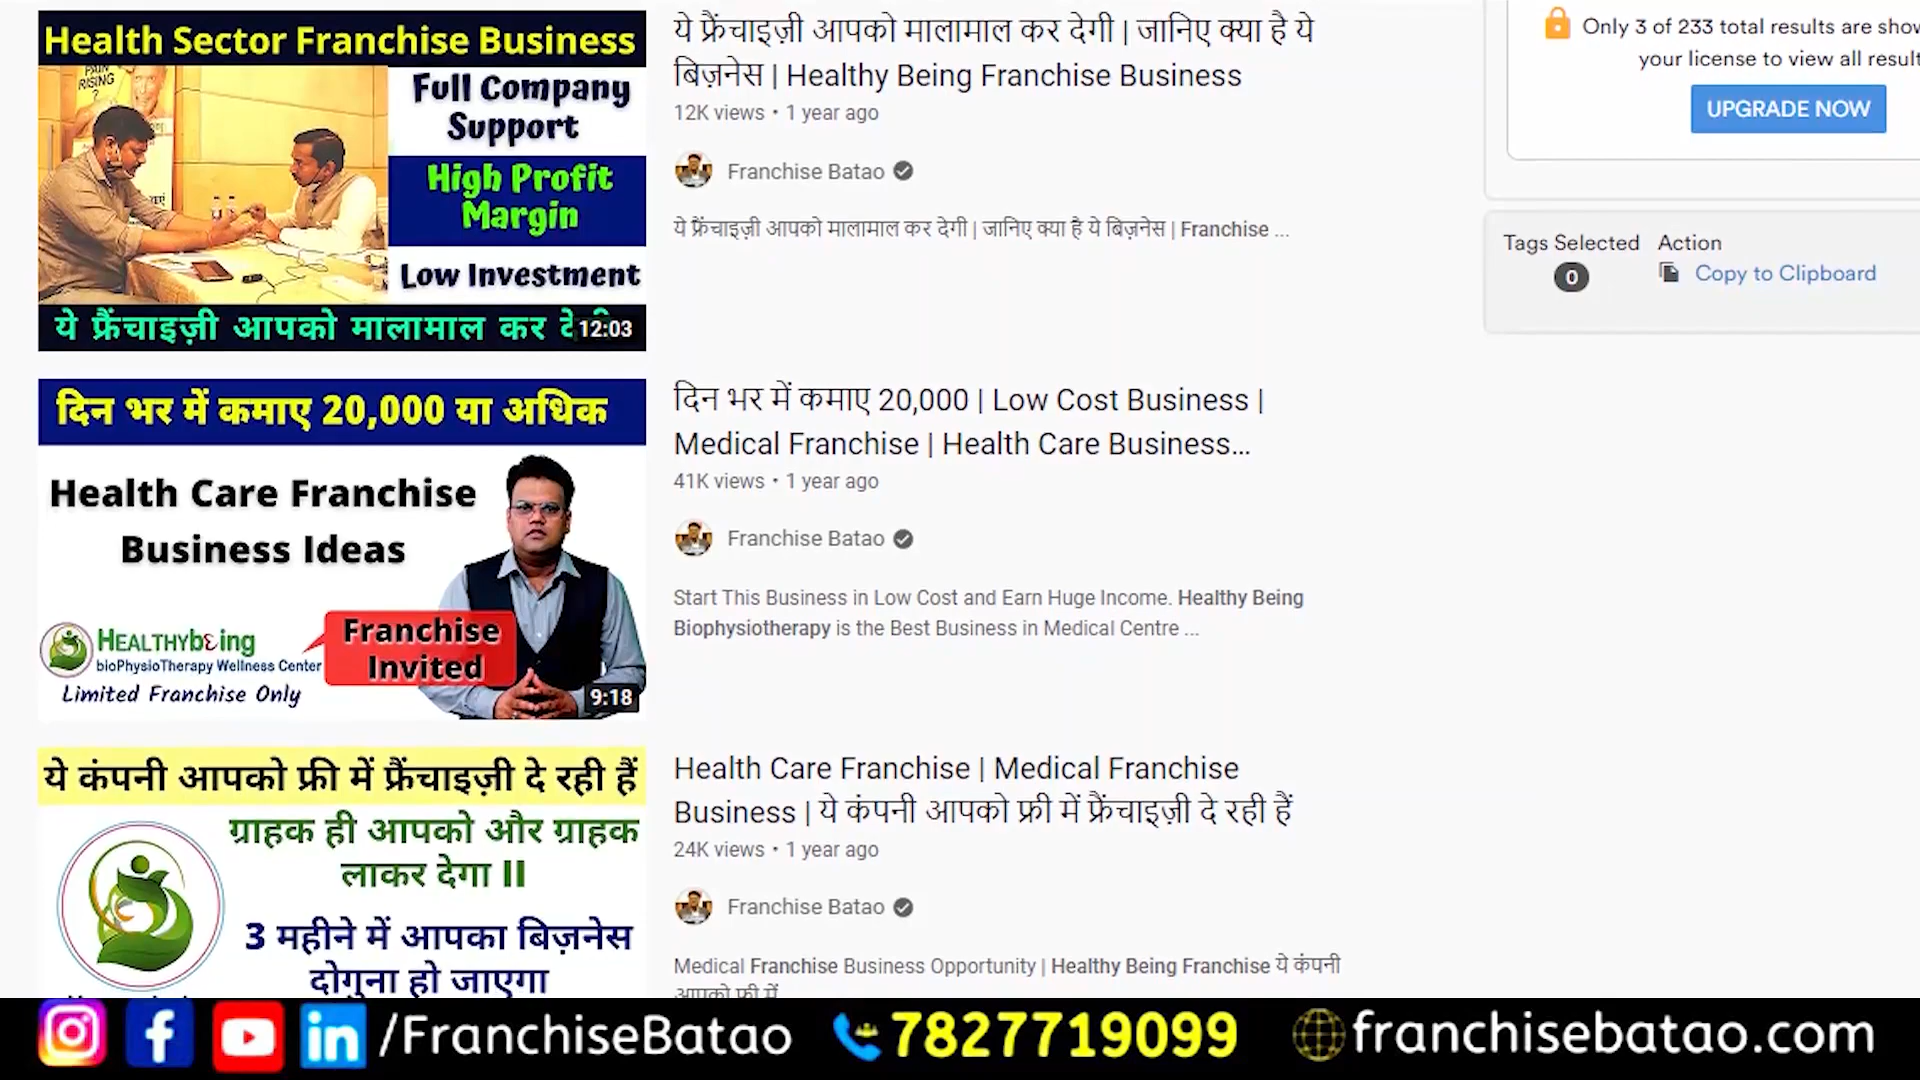 Health Sector Franchise Business
PAIN
RISING
?
Full Company
Support
High Profit
Margin
Low Investment
ये फ्रैंचाइज़ी आपको मालामाल कर
12:03
ये फ्रैंचाइज़ी आपको मालामाल कर देगी | जानिए क्या है ये
बिज़नेस | Healthy Being Franchise Business
12K views • 1 year ago
Franchise Batao
ये फ्रैंचाइज़ी आपको मालामाल कर देगी | जानिए क्या है ये बिज़नेस | Franchise ...
Only 3 of 233 total results are
your license to view all
UPGRADE NOW
Tags Selected Action
0 Copy to Clipboard
दिन भर में कमाए 20,000 या अधिक
Health Care Franchise
Business Ideas
HEALTHYbEing
bioPhysioTherapy Wellness Center
Limited Franchise Only
Franchise
Invited
9:18
दिन भर में कमाए 20,000 | Low Cost Business |
Medical Franchise | Health Care Business...
41K views • 1 year ago
Franchise Batao
Start This Business in Low Cost and Earn Huge Income. Healthy Being
Biophysiotherapy is the Best Business in Medical Centre ...
ये कंपनी आपको फ्री में फ्रैंचाइज़ी दे रही हैं
ग्राहक ही आपको और ग्राहक
लाकर देगा II
3 महीने में आपका बिज़नेस
दोगुना हो जाएगा
Health Care Franchise | Medical Franchise
Business | ये कंपनी आपको फ्री में फ्रैंचाइज़ी दे रही हैं
24K views • 1 year ago
Franchise Batao
Medical Franchise Business Opportunity | Healthy Being Franchise ये कंपनी
आपको फ्री में
/FranchiseBatao 7827719099 franchisebatao.com